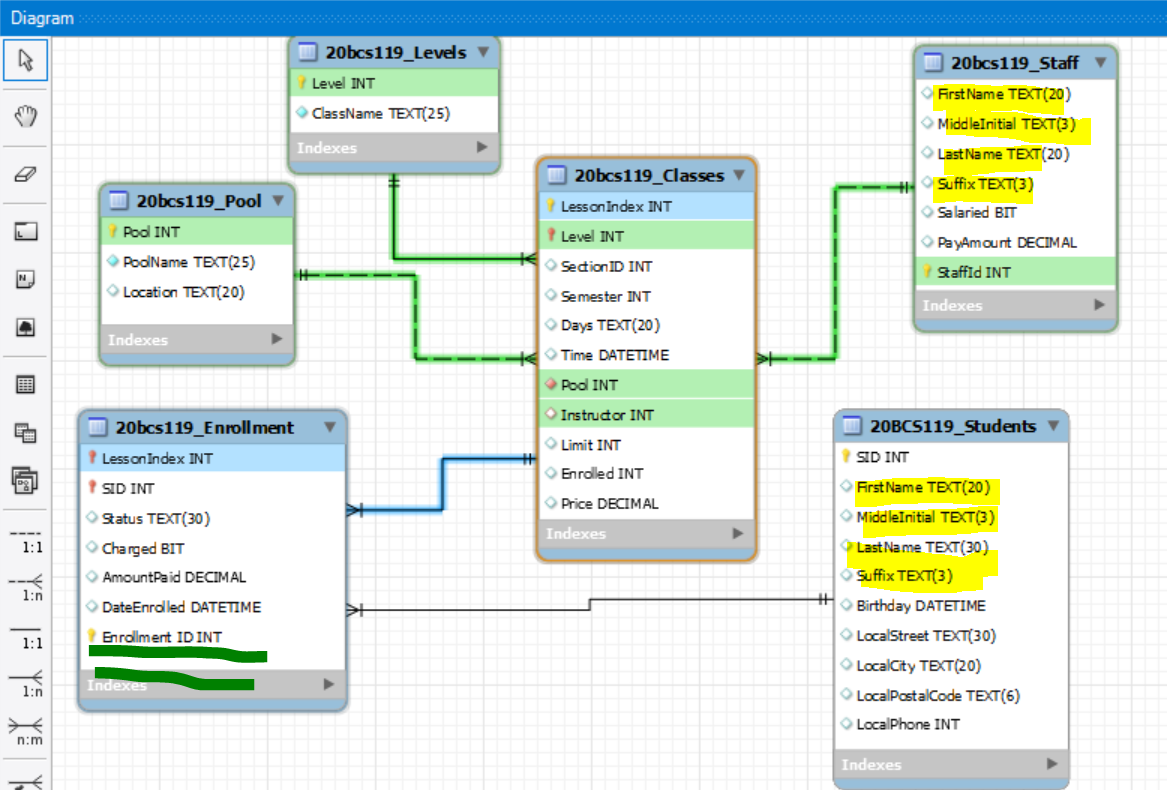 Diagram
20bcs119_Levels
Level INT
ClassName TEXT(25)
Indexes
20bcs119_Staff
FirstName TEXT(20)
MiddleInitial TEXT(3)
LastName TEXT(20)
Suffix TEXT(3)
Salaried BIT
PayAmount DECIMAL
StaffId INT
Indexes
20bcs119_Pool
Pool INT
PoolName TEXT(25)
Location TEXT(20)
Indexes
20bcs119_Classes
LessonIndex INT
Level INT
SectionID INT
Semester INT
Days TEXT(20)
Time DATETIME
Pool INT
Instructor INT
Limit INT
Enrolled INT
Price DECIMAL
Indexes
20bcs119_Enrollment
LessonIndex INT
SID INT
Status TEXT(30)
Charged BIT
AmountPaid DECIMAL
DateEnrolled DATETIME
Enrollment ID INT
Indexes
20BCS119_Students
SID INT
FirstName TEXT(20)
MiddleInitial TEXT(3)
LastName TEXT(30)
Suffix TEXT(3)
Birthday DATETIME
LocalStreet TEXT(30)
LocalCity TEXT(20)
LocalPostalCode TEXT(6)
LocalPhone INT
Indexes
1:1
1:n
1:1
1:n
n:m